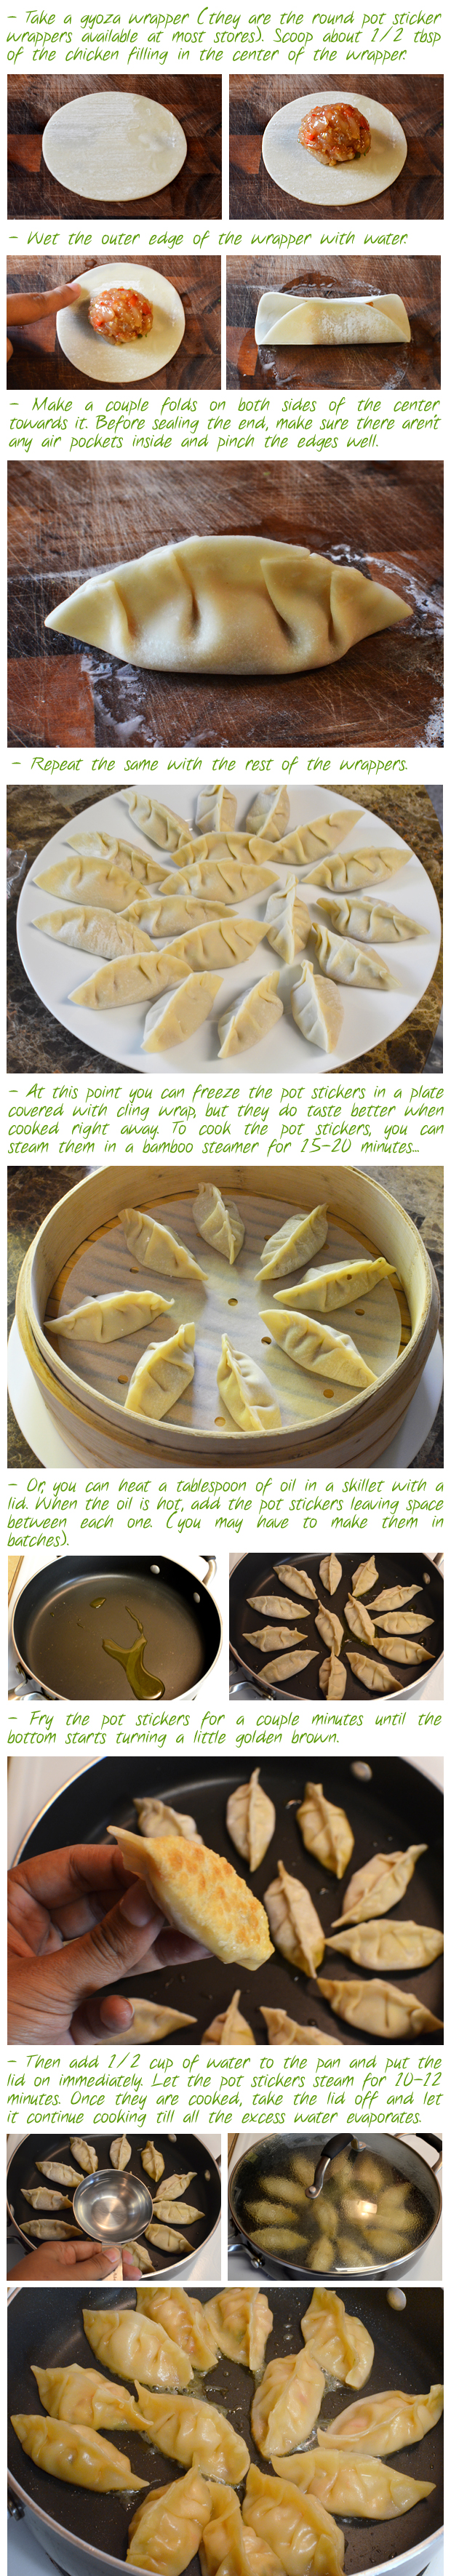 - Take a gyoza wrapper (they are the round pot sticker
wrappers available at most stores). Scoop about 1/2 tbsp
of the chicken filling in the center of the wrapper.
- Wet the outer edge of the wrapper with water.
- Make a couple folds on both sides of the center
towards it. Before sealing the end, make sure there aren't
any air pockets inside and pinch the edges well.
- Repeat the same with the rest of the wrappers.
- At this point you can freeze the pot stickers in a plate
covered with cling wrap, but they do taste better when
cooked right away. To cook the pot stickers, you can
steam them in a bamboo steamer for 15-20 minutes...
- Or, you can heat a tablespoon of oil in a skillet with a
lid. When the oil is hot, add the pot stickers leaving space
between each one. (you may have to make them in
batches).
- Fry the pot stickers for a couple minutes until the
bottom starts turning a little golden brown.
- Then add 1/2 cup of water to the pan and put the
lid on immediately. Let the pot stickers steam for 10-12
minutes. Once they are cooked, take the lid off and let
it continue cooking till all the excess water evaporates.